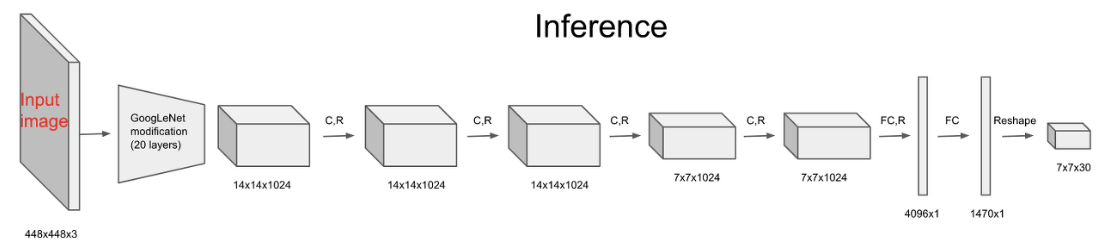 Inference
Input
image
GoogLeNet
modification
(20 layers)
C,R
C,R
C,R
C,R
FC,R
FC
Reshape
14x14x1024
14x14x1024
14x14x1024
7x7x1024
7x7x1024
7x7x30
4096x1
1470x1
448x448x3